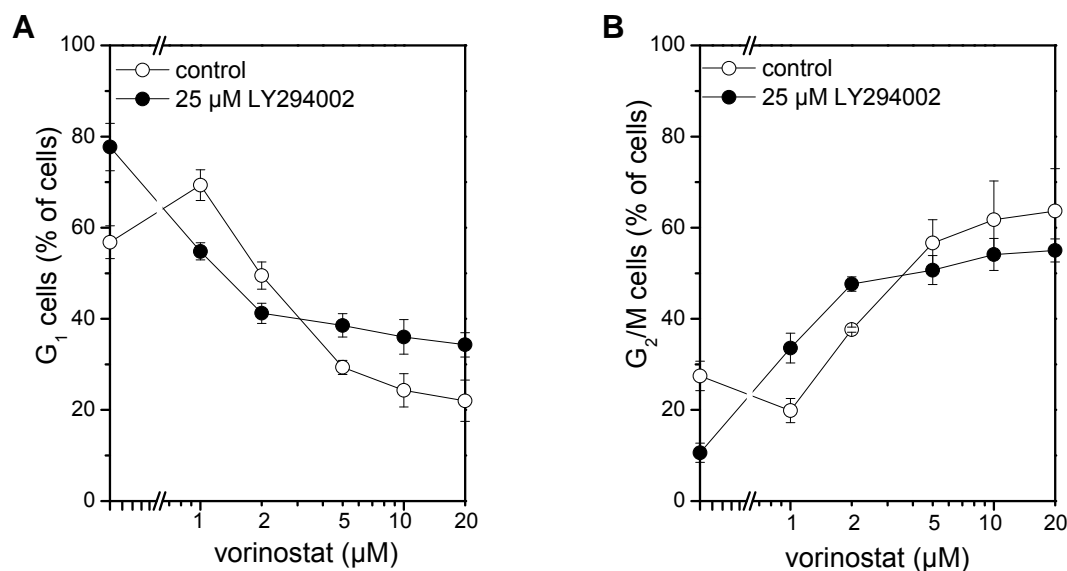 A
100
80
60
40
20
0
G₁ cells (% of cells)
control
25 µM LY294002
1 2 5 10 20
vorinostat (µM)
B
100
80
60
40
20
0
G₂/M cells (% of cells)
control
25 µM LY294002
1 2 5 10 20
vorinostat (µM)